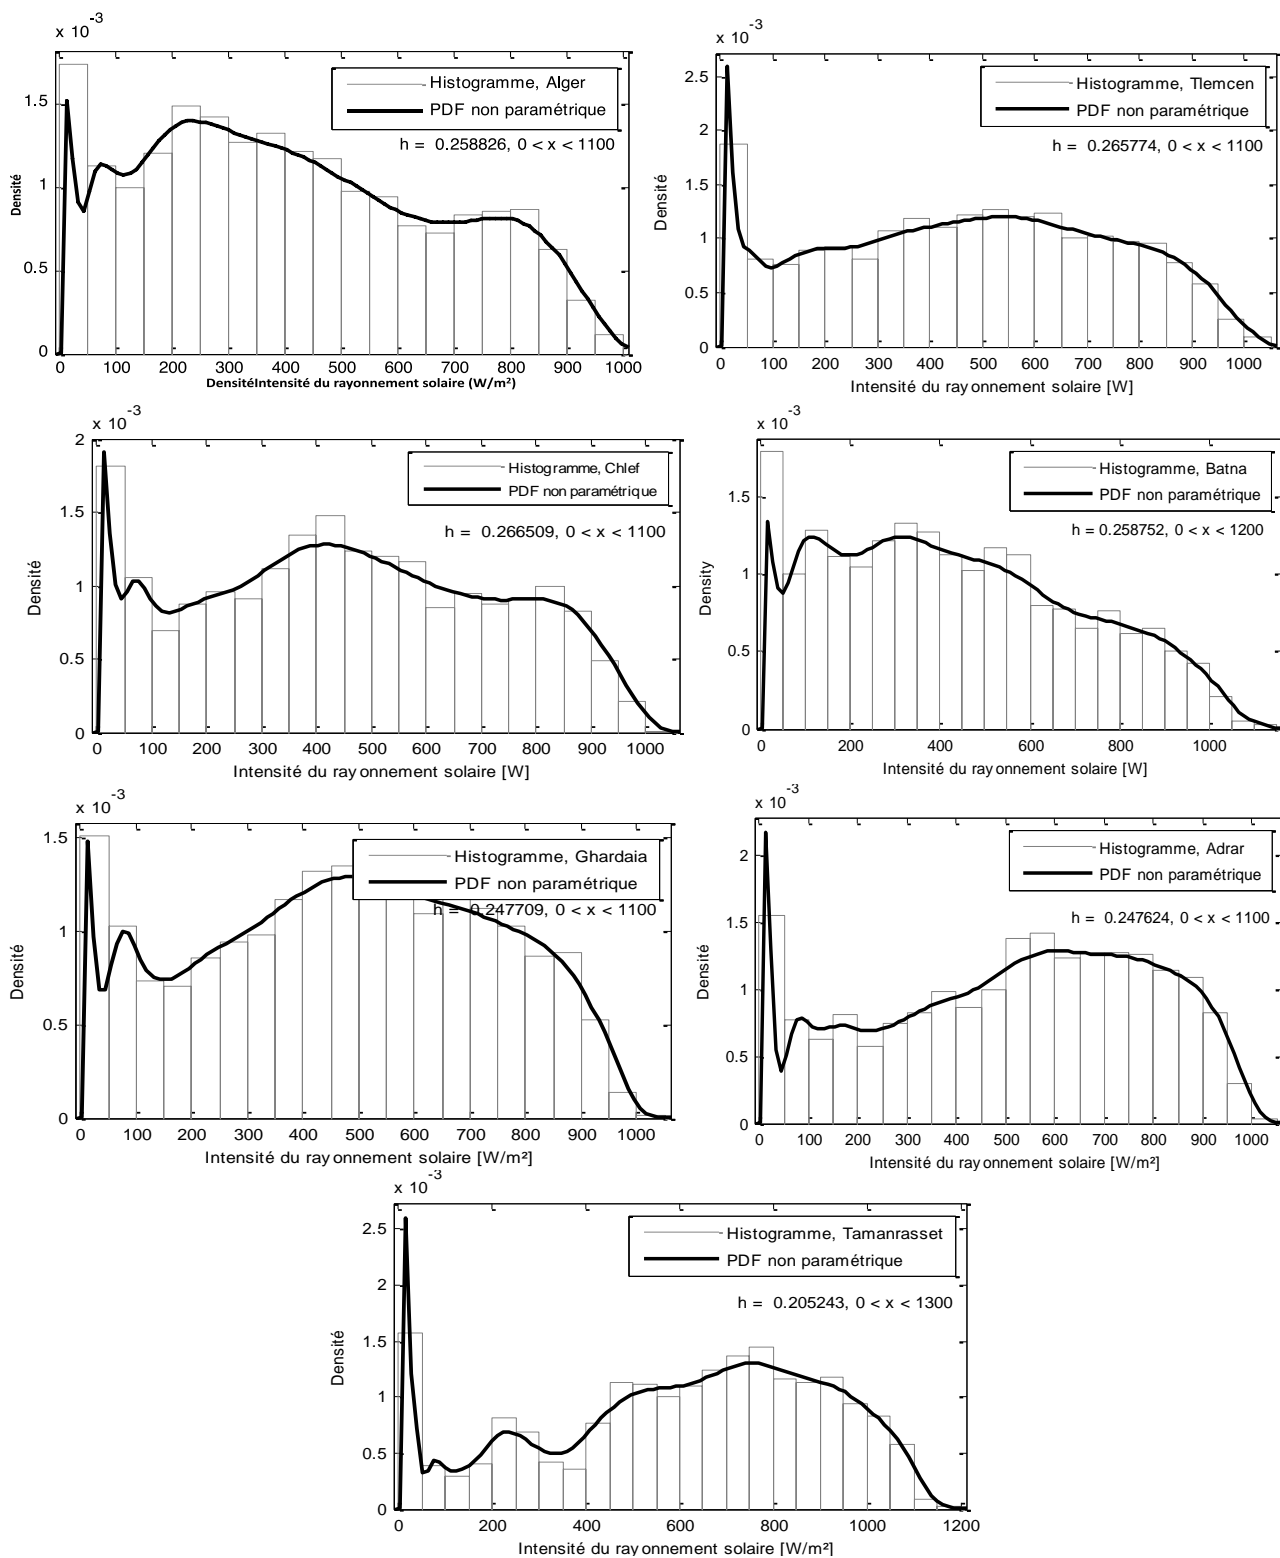 x 10⁻³
Histogramme, Alger
PDF non paramétrique
h = 0.258826, 0 < x < 1100
Densité
1.5
1
0.5
0
0 100 200 300 400 500 600 700 800 900 1000
DensitéIntensité du rayonnement solaire (W/m²)
x 10⁻³
Histogramme, Tlemcen
PDF non paramétrique
h = 0.265774, 0 < x < 1100
Densité
2.5
2
1.5
1
0.5
0
0 100 200 300 400 500 600 700 800 900 1000
Intensité du rayonnement solaire [W]
x 10⁻³
Histogramme, Chlef
PDF non paramétrique
h = 0.266509, 0 < x < 1100
Densité
2
1.5
1
0.5
0
0 100 200 300 400 500 600 700 800 900 1000
Intensité du rayonnement solaire [W]
x 10⁻³
Histogramme, Batna
PDF non paramétrique
h = 0.258752, 0 < x < 1200
Density
1.5
1
0.5
0
0 200 400 600 800 1000
Intensité du rayonnement solaire [W]
x 10⁻³
Histogramme, Ghardaia
PDF non paramétrique
h = 0.247709, 0 < x < 1100
Densité
1.5
1
0.5
0
0 100 200 300 400 500 600 700 800 900 1000
Intensité du rayonnement solaire [W/m²]
x 10⁻³
Histogramme, Adrar
PDF non paramétrique
h = 0.247624, 0 < x < 1100
Densité
2
1.5
1
0.5
0
0 100 200 300 400 500 600 700 800 900 1000
Intensité du rayonnement solaire [W/m²]
x 10⁻³
Histogramme, Tamanrasset
PDF non paramétrique
h = 0.205243, 0 < x < 1300
Densité
2.5
2
1.5
1
0.5
0
0 200 400 600 800 1000 1200
Intensité du rayonnement solaire [W/m²]